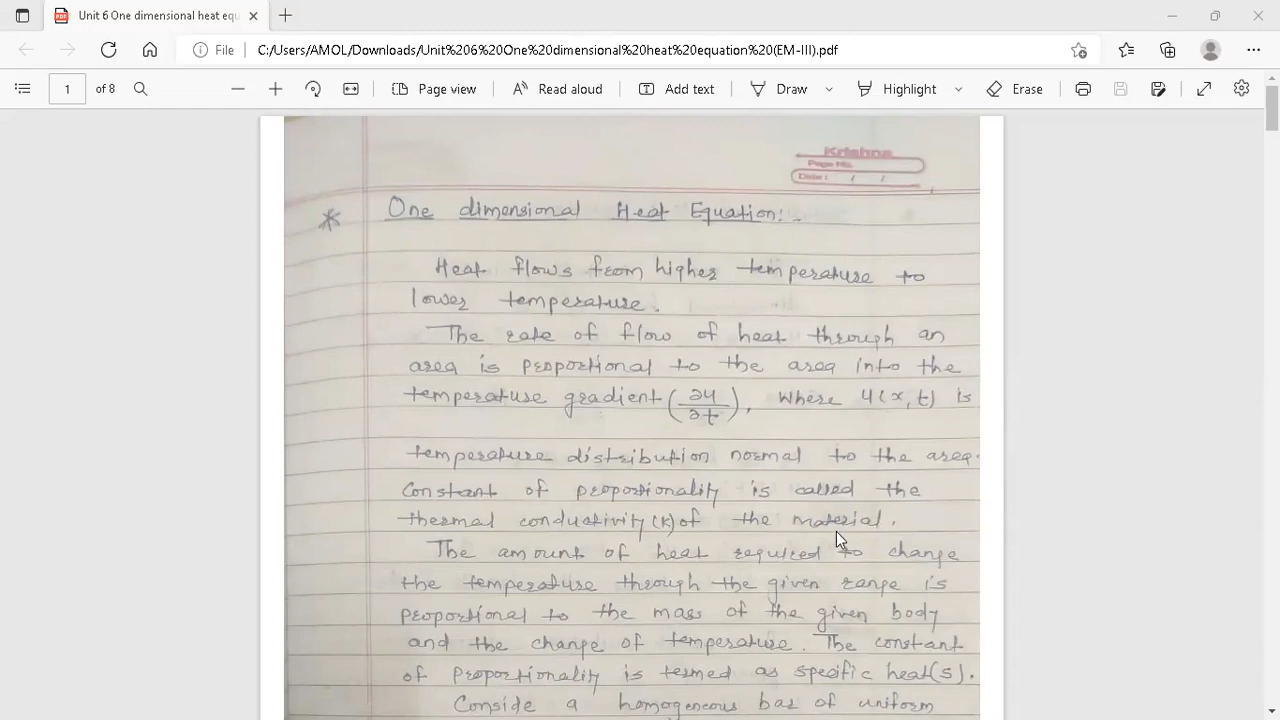 Unit 6 One dimensional heat equ
File
C:/Users/AMOL/Downloads/Unit%206%20One%20dimensional%20heat%20equation%20(EM-III).pdf
1 of 8
Page view
Read aloud
Add text
Draw
Highlight
Erase
Krishna
Page No.
Date: / /
* One dimensional Heat Equation:-
Heat flows from higher temperature to
lower temperature.
The rate of flow of heat through an
area is proportional to the area into the
temperature gradient (∂u/∂t), where u(x,t) is
temperature distribution normal to the area.
Constant of proportionality is called the
thermal conductivity (k) of the material.
The amount of heat required to change
the temperature through the given range is
proportional to the mass of the given body
and the change of temperature. The constant
of proportionality is termed as specific heat(s).
Conside a homogeneous bar of uniform